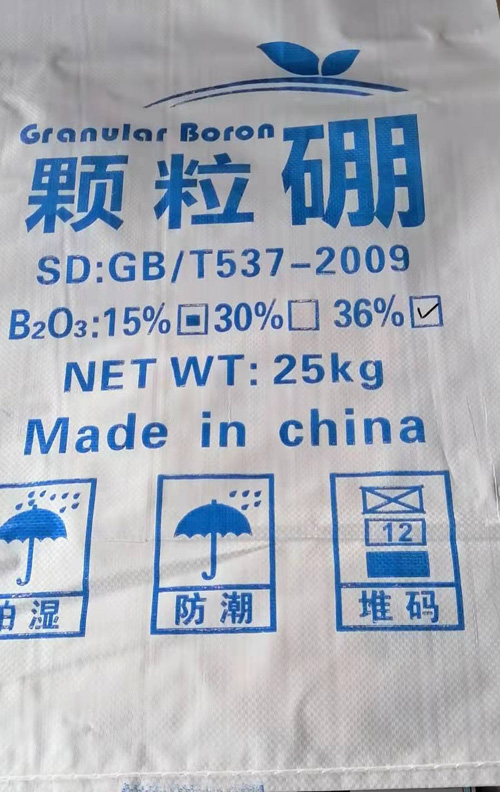 Granular Boron
颗粒硼
SD:GB/T537-2009
B₂O₃:15% 30% 36%
NET WT: 25kg
Made in china
12
怕湿 防潮 堆码